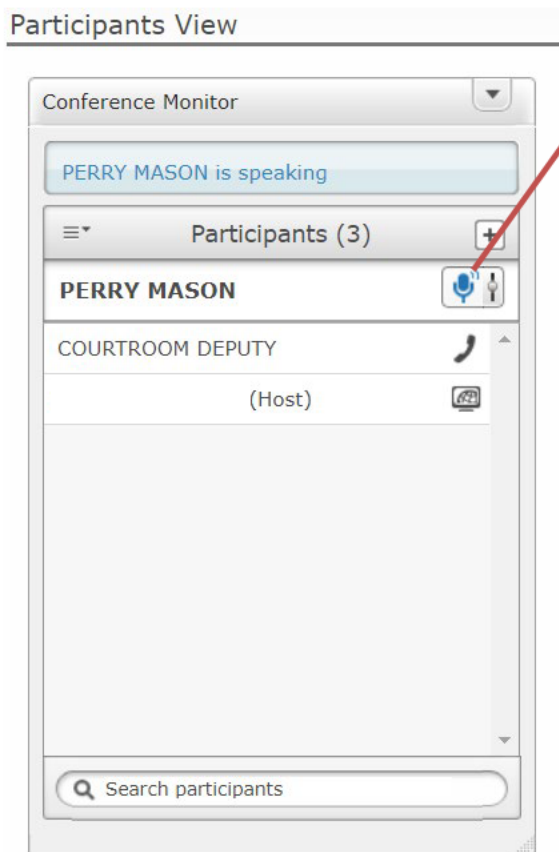 Participants View
Conference Monitor
PERRY MASON is speaking
Participants (3)
PERRY MASON
COURTROOM DEPUTY
(Host)
Search participants